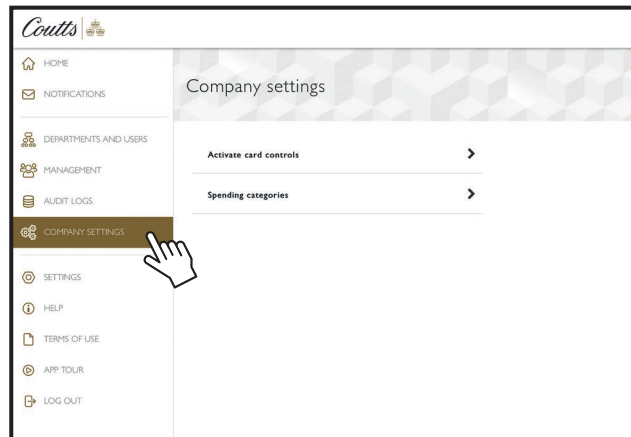 Coutts
HOME
NOTIFICATIONS
DEPARTMENTS AND USERS
MANAGEMENT
AUDIT LOGS
COMPANY SETTINGS
SETTINGS
HELP
TERMS OF USE
APP TOUR
LOG OUT
Company settings
Activate card controls
Spending categories